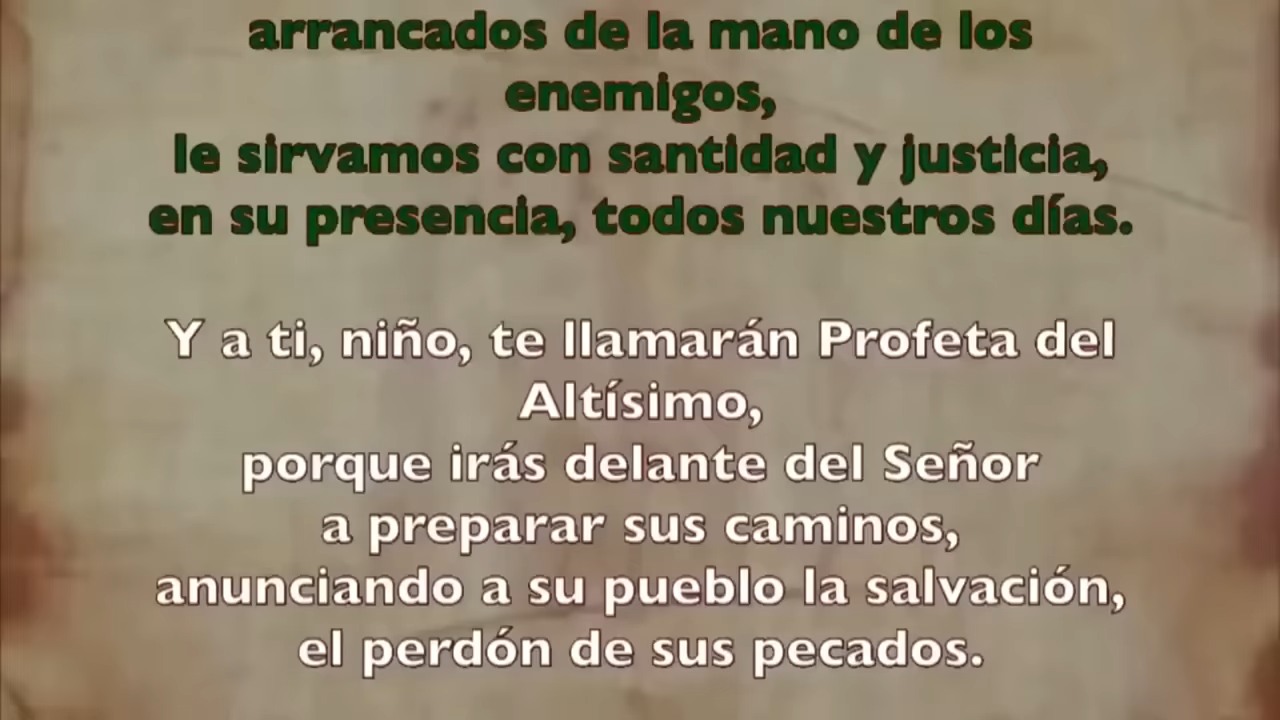 arrancados de la mano de los
enemigos,
le sirvamos con santidad y justicia,
en su presencia, todos nuestros días.
Y a ti, niño, te llamarán Profeta del
Altísimo,
porque irás delante del Señor
a preparar sus caminos,
anunciando a su pueblo la salvación,
el perdón de sus pecados.